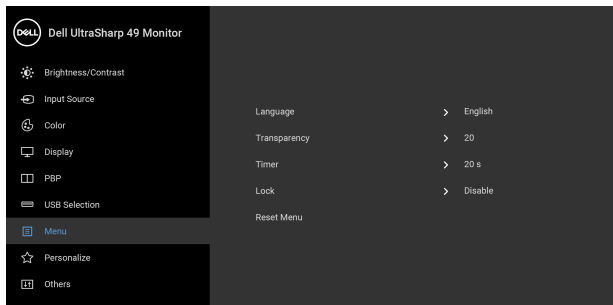 DELL Dell UltraSharp 49 Monitor
Brightness/Contrast
Input Source
Color
Display
PBP
USB Selection
Menu
Personalize
Others
Language > English
Transparency > 20
Timer > 20 s
Lock > Disable
Reset Menu